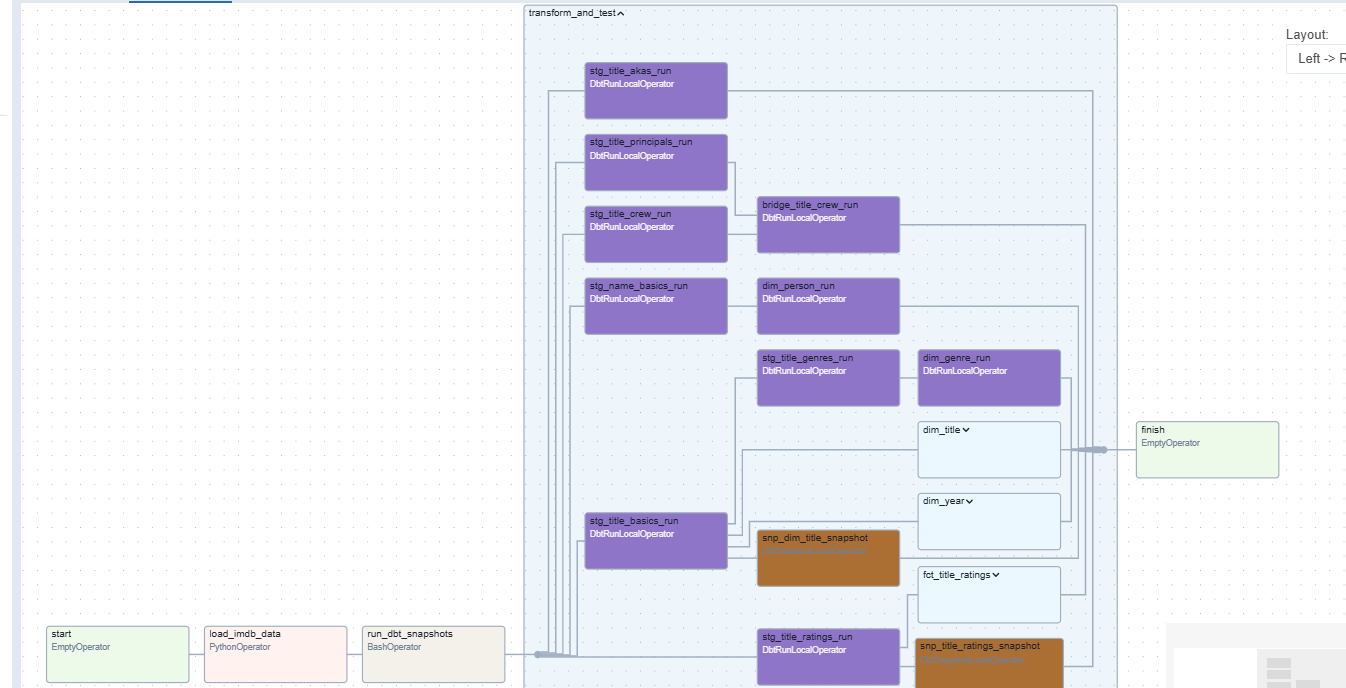 transform_and_test
Layout:
Left -> R
stg_title_akas_run
DbtRunLocalOperator
stg_title_principals_run
DbtRunLocalOperator
stg_title_crew_run
DbtRunLocalOperator
bridge_title_crew_run
DbtRunLocalOperator
stg_name_basics_run
DbtRunLocalOperator
dim_person_run
DbtRunLocalOperator
stg_title_genres_run
DbtRunLocalOperator
dim_genre_run
DbtRunLocalOperator
dim_title
finish
EmptyOperator
dim_year
stg_title_basics_run
DbtRunLocalOperator
snp_dim_title_snapshot
fct_title_ratings
start
EmptyOperator
load_imdb_data
PythonOperator
run_dbt_snapshots
BashOperator
stg_title_ratings_run
DbtRunLocalOperator
snp_title_ratings_snapshot